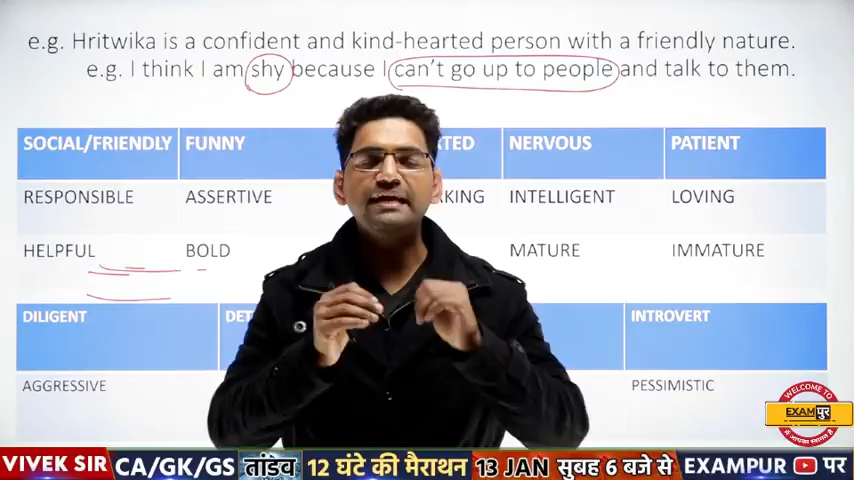 e.g. Hritwika is a confident and kind-hearted person with a friendly nature.
e.g. I think I am shy because I can't go up to people and talk to them.
SOCIAL/FRIENDLY FUNNY NERVOUS PATIENT
RESPONSIBLE ASSERTIVE INTELLIGENT LOVING
HELPFUL BOLD MATURE IMMATURE
DILIGENT INTROVERT
AGGRESSIVE PESSIMISTIC
WELCOME TO
EXAMपुर
VIVEK SIR CA/GK/GS तांडव 12 घंटे की मैराथन 13 JAN सुबह 6 बजे से EXAMPUR पर